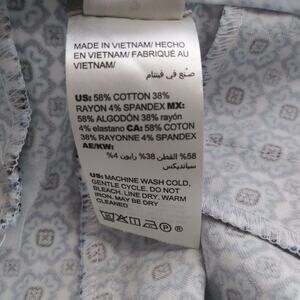 MADE IN VIETNAM/ HECHO
EN VIETNAM/ FABRIQUÉ AU
VIETNAM/
صنع في فيتنام
US: 58% COTTON 38%
RAYON 4% SPANDEX MX:
58% ALGODÓN 38% rayón
4% elastano CA: 58% COTON
38% RAYONNE 4% SPANDEX
AE/KW:
58% القطن 38% رايون 4%
سباندیکس
US: MACHINE WASH COLD,
GENTLE CYCLE. DO NOT
BLEACH. LINE DRY. WARM
IRON. MAY BE DRY
CLEANED
P